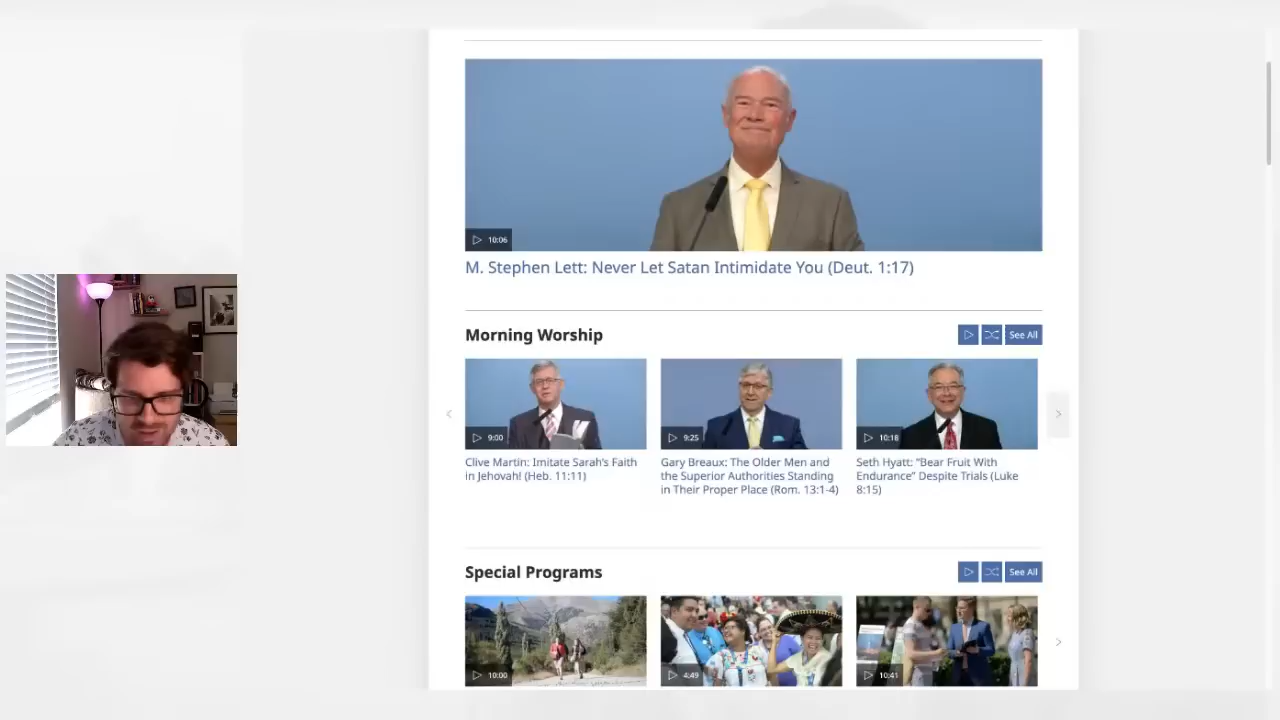 10:06
M. Stephen Lett: Never Let Satan Intimidate You (Deut. 1:17)
Morning Worship
See All
9:00
9:25
10:18
Clive Martin: Imitate Sarah's Faith
in Jehovah! (Heb. 11:11)
Gary Breaux: The Older Men and
the Superior Authorities Standing
in Their Proper Place (Rom. 13:1-4)
Seth Hyatt: “Bear Fruit With
Endurance” Despite Trials (Luke
8:15)
Special Programs
See All
10:00
4:49
10:41